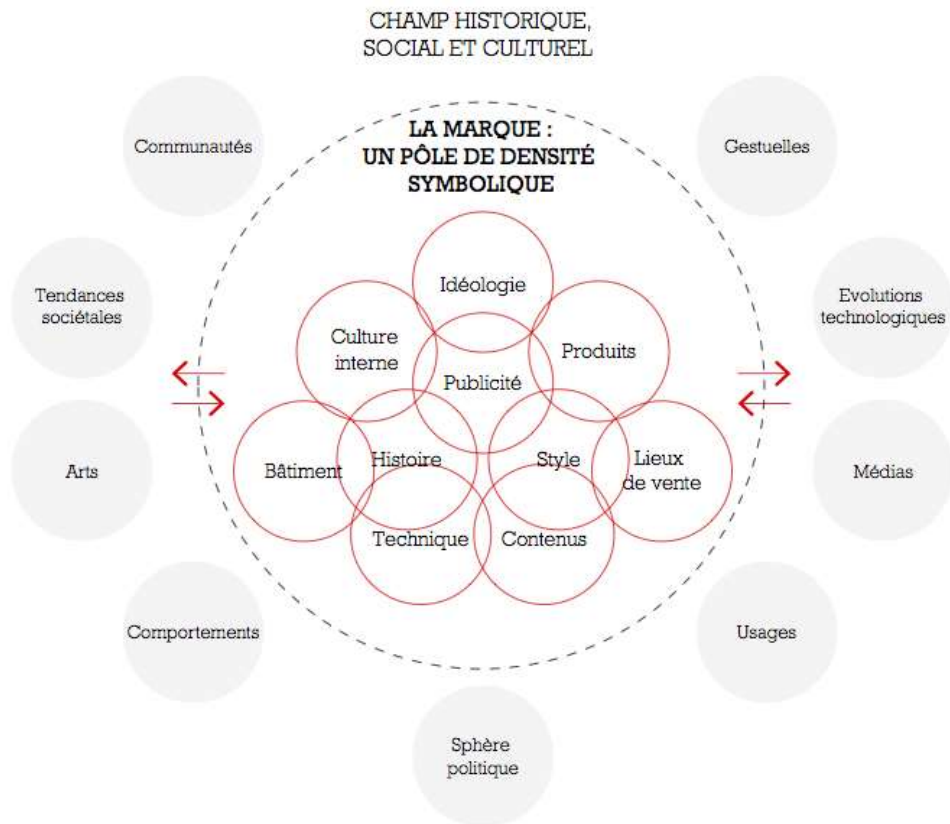 CHAMP HISTORIQUE,
SOCIAL ET CULTUREL
LA MARQUE :
UN PÔLE DE DENSITÉ
SYMBOLIQUE
Communautés
Gestuelles
Tendances
sociétales
Evolutions
technologiques
Idéologie
Culture
interne
Produits
Publicité
Arts
Bâtiment
Histoire
Style
Lieux
de vente
Médias
Technique
Contenus
Comportements
Usages
Sphère
politique